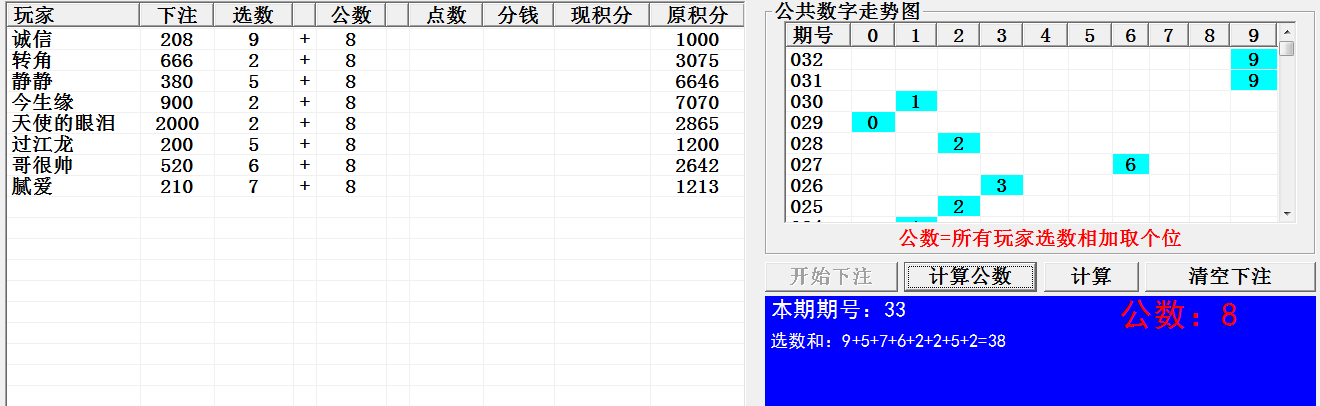 玩家 下注 选数 公数 点数 分钱 现积分 原积分
诚信 208 9 + 8 1000
转角 666 2 + 8 3075
静静 380 5 + 8 6646
今生缘 900 2 + 8 7070
天使的眼泪 2000 2 + 8 2865
过江龙 200 5 + 8 1200
哥很帅 520 6 + 8 2642
腻爱 210 7 + 8 1213
公共数字走势图
期号 0 1 2 3 4 5 6 7 8 9
032 9
031 9
030 1
029 0
028 2
027 6
026 3
025 2
公数=所有玩家选数相加取个位
开始下注 计算公数 计算 清空下注
本期期号：33 公数：8
选数和：9+5+7+6+2+2+5+2=38